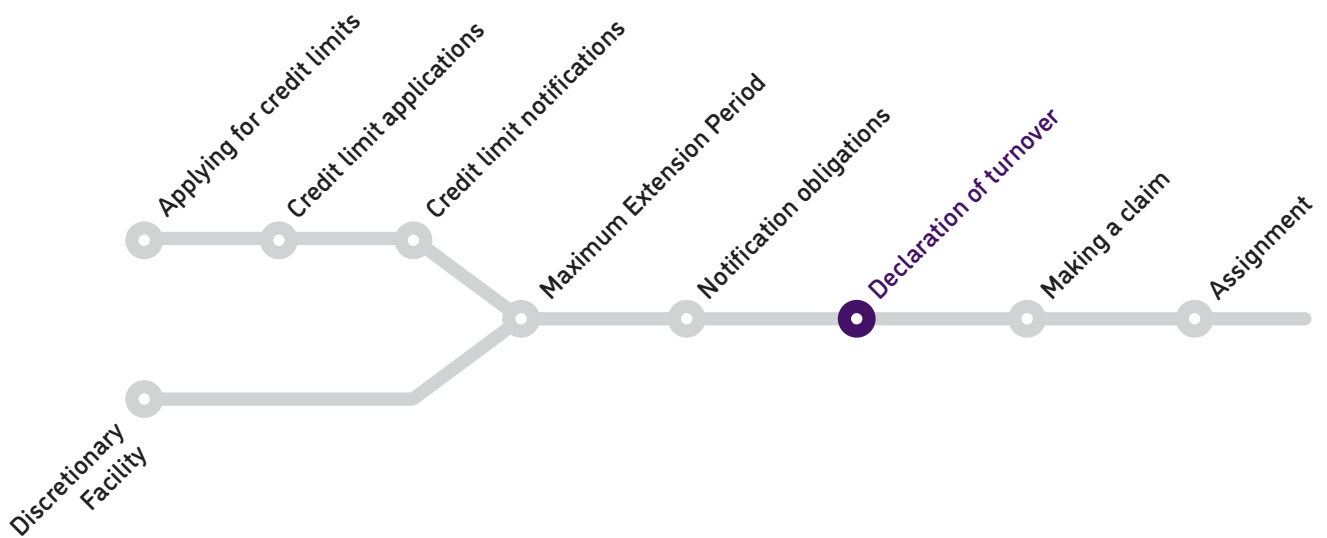 Applying for credit limits
Credit limit applications
Credit limit notifications
Maximum Extension Period
Notification obligations
Declaration of turnover
Making a claim
Assignment
Discretionary
Facility